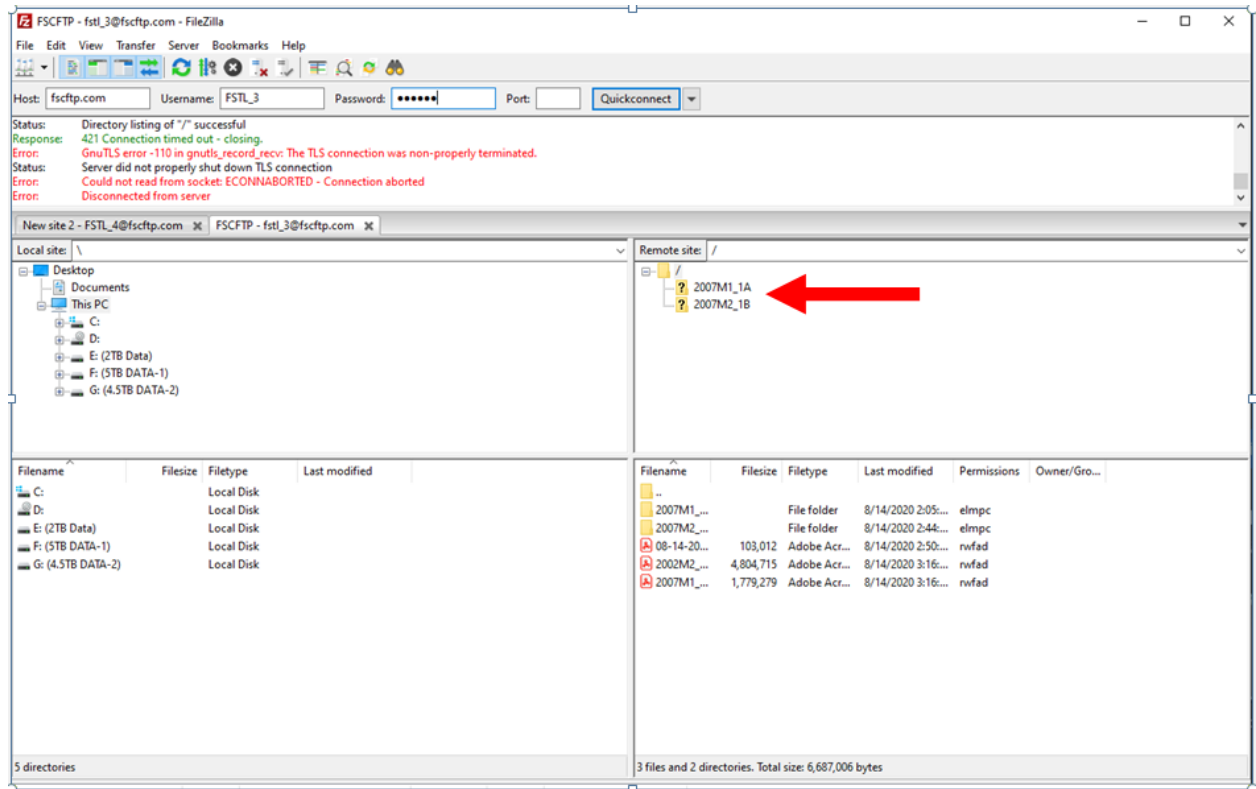 FSCFTP - fstl_3@fscftp.com - FileZilla
File Edit View Transfer Server Bookmarks Help
Host: fscftp.com Username: FSTL_3 Password: ●●●●●● Port: Quickconnect
Status: Directory listing of "/" successful
Response: 421 Connection timed out - closing.
Error: GnuTLS error -110 in gnutls_record_recv: The TLS connection was non-properly terminated.
Status: Server did not properly shut down TLS connection
Error: Could not read from socket: ECONNABORTED - Connection aborted
Error: Disconnected from server
New site 2 - FSTL_4@fscftp.com FSCFTP - fstl_3@fscftp.com
Local site: \
Desktop
Documents
This PC
C:
D:
E: (2TB Data)
F: (5TB DATA-1)
G: (4.5TB DATA-2)
Remote site: /
/
? 2007M1_1A
? 2007M2_1B
Filename Filesize Filetype Last modified
C: Local Disk
D: Local Disk
E: (2TB Data) Local Disk
F: (5TB DATA-1) Local Disk
G: (4.5TB DATA-2) Local Disk
5 directories
Filename Filesize Filetype Last modified Permissions Owner/Gro...
..
2007M1_... File folder 8/14/2020 2:05:... elmpc
2007M2_... File folder 8/14/2020 2:44:... elmpc
08-14-20... 103,012 Adobe Acr... 8/14/2020 2:50:... rwfad
2002M2_... 4,804,715 Adobe Acr... 8/14/2020 3:16:... rwfad
2007M1_... 1,779,279 Adobe Acr... 8/14/2020 3:16:... rwfad
3 files and 2 directories. Total size: 6,687,006 bytes